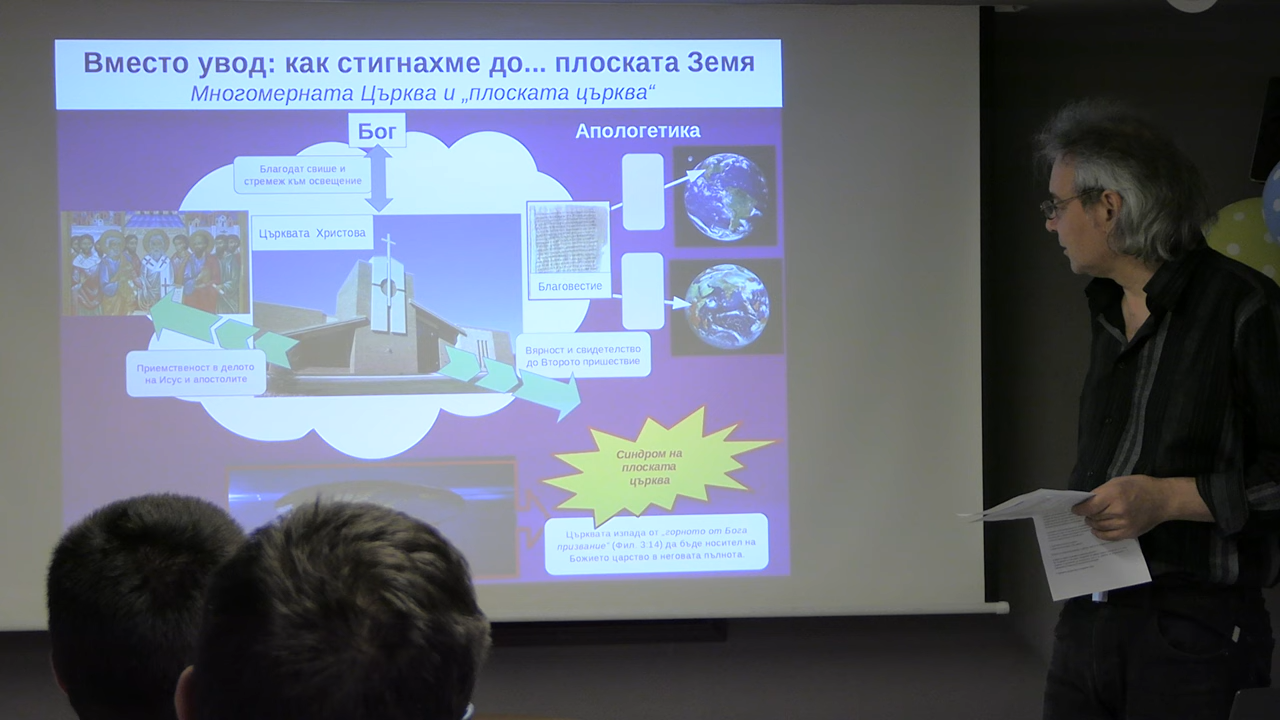 Вместо увод: как стигнахме до... плоската Земя
Многомерната Църква и „плоската църква“
Бог
Апологетика
Благодат свише и
стремеж към освещение
Църквата Христова
Благовестие
Вярност и свидетелство
до Второто пришествие
Приемственост в делото
на Исус и апостолите
Синдром на
плоската
църква
Църквата изпада от „горното от Бога
призвание“ (Фил. 3:14) да бъде носител на
Божието царство в неговата пълнота.